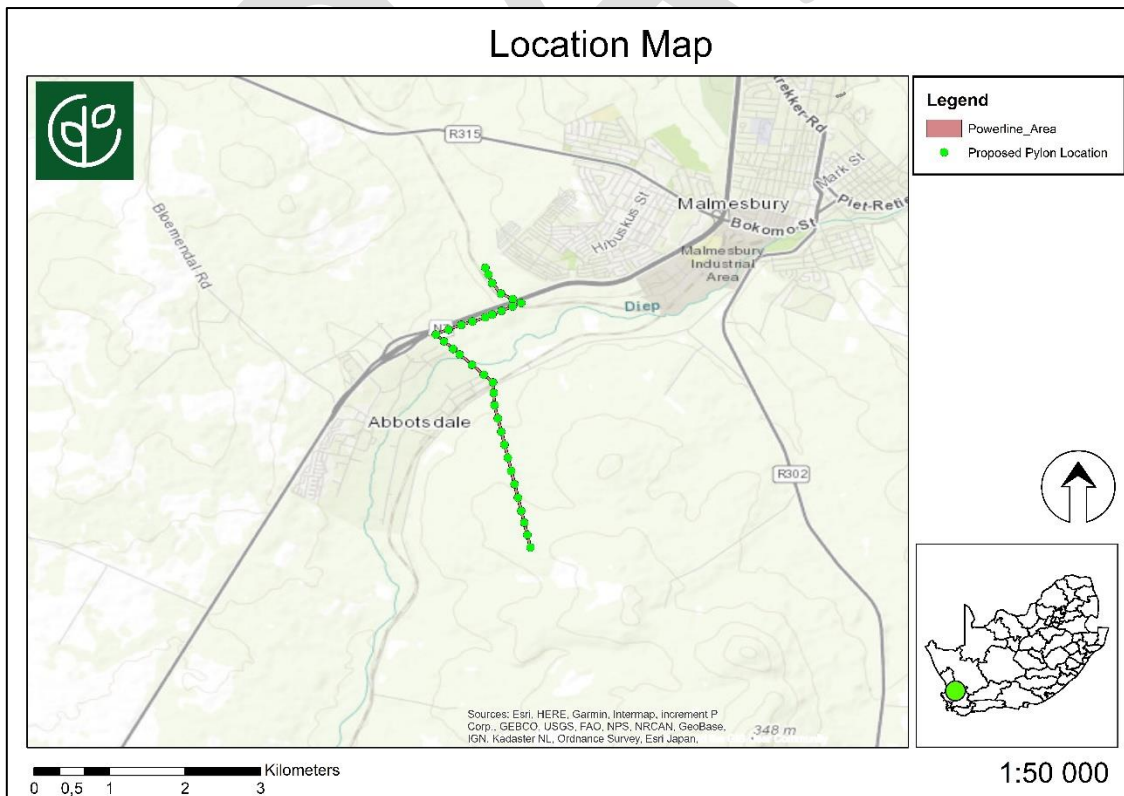 Location Map
Legend
Powerline_Area
Proposed Pylon Location
R315
Mark St
Malmesbury
Bokomo St
Malmesbury
Industrial
Area
Bloemendal Rd
Diep
Abbotsdale
R302
Sources: Esri, HERE, Garmin, Intermap, increment P
Corp., GEBCO, USGS, FAO, NPS, NRCAN, GeoBase,
IGN, Kadaster NL, Ordnance Survey, Esri Japan,
348 m
Kilometers
0 0,5 1 2 3
1:50 000